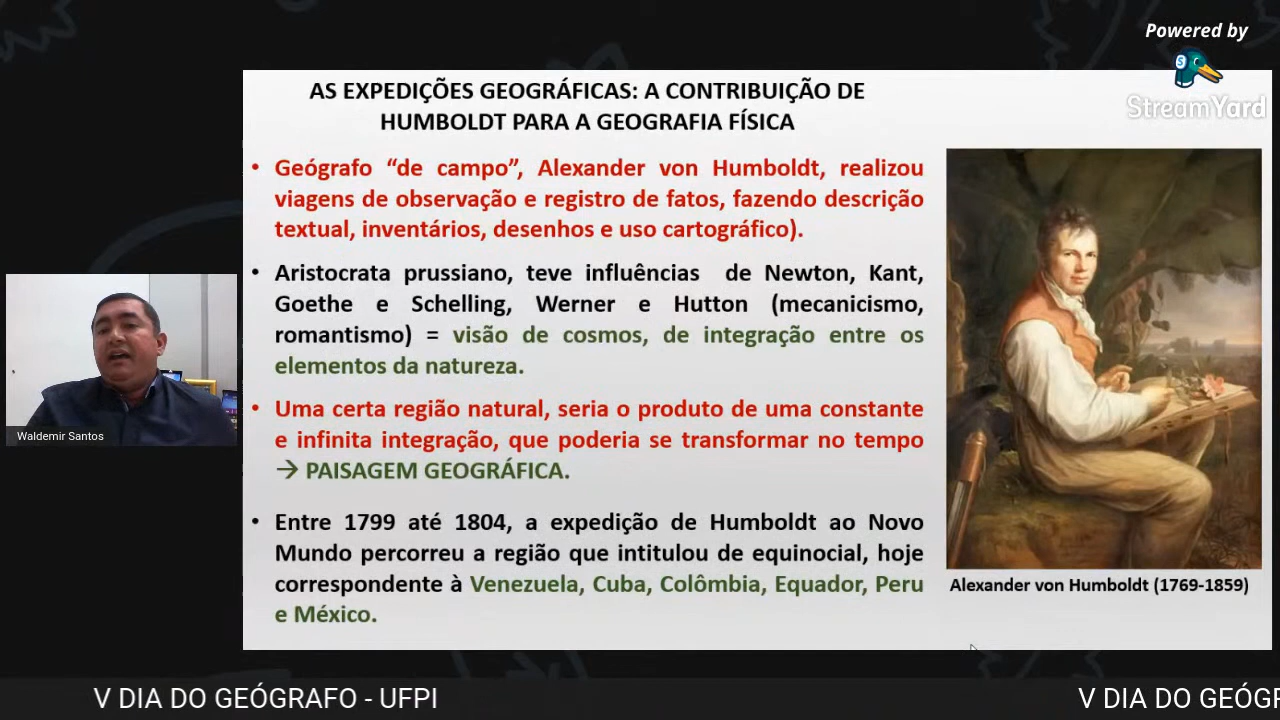 Powered by
StreamYard
AS EXPEDIÇÕES GEOGRÁFICAS: A CONTRIBUIÇÃO DE
HUMBOLDT PARA A GEOGRAFIA FÍSICA
• Geógrafo “de campo”, Alexander von Humboldt, realizou
viagens de observação e registro de fatos, fazendo descrição
textual, inventários, desenhos e uso cartográfico).
• Aristocrata prussiano, teve influências de Newton, Kant,
Goethe e Schelling, Werner e Hutton (mecanicismo,
romantismo) = visão de cosmos, de integração entre os
elementos da natureza.
• Uma certa região natural, seria o produto de uma constante
e infinita integração, que poderia se transformar no tempo
→ PAISAGEM GEOGRÁFICA.
• Entre 1799 até 1804, a expedição de Humboldt ao Novo
Mundo percorreu a região que intitulou de equinocial, hoje
correspondente à Venezuela, Cuba, Colômbia, Equador, Peru
e México.
Alexander von Humboldt (1769-1859)
Waldemir Santos
V DIA DO GEÓGRAFO - UFPI
V DIA DO GEÓGR